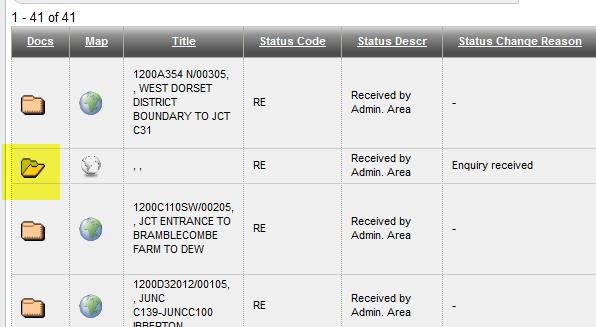 1 - 41 of 41
Docs Map Title Status Code Status Descr Status Change Reason
1200A354 N/00305,
, WEST DORSET
DISTRICT
BOUNDARY TO JCT
C31
RE
Received by
Admin. Area
-
, ,
RE
Received by
Admin. Area
Enquiry received
1200C110SW/00205,
, JCT ENTRANCE TO
BRAMBLECOMBE
FARM TO DEW
RE
Received by
Admin. Area
-
1200D32012/00105,
, JUNC
C139-JUNCC100
IBBERTON
RE
Received by
Admin. Area
-